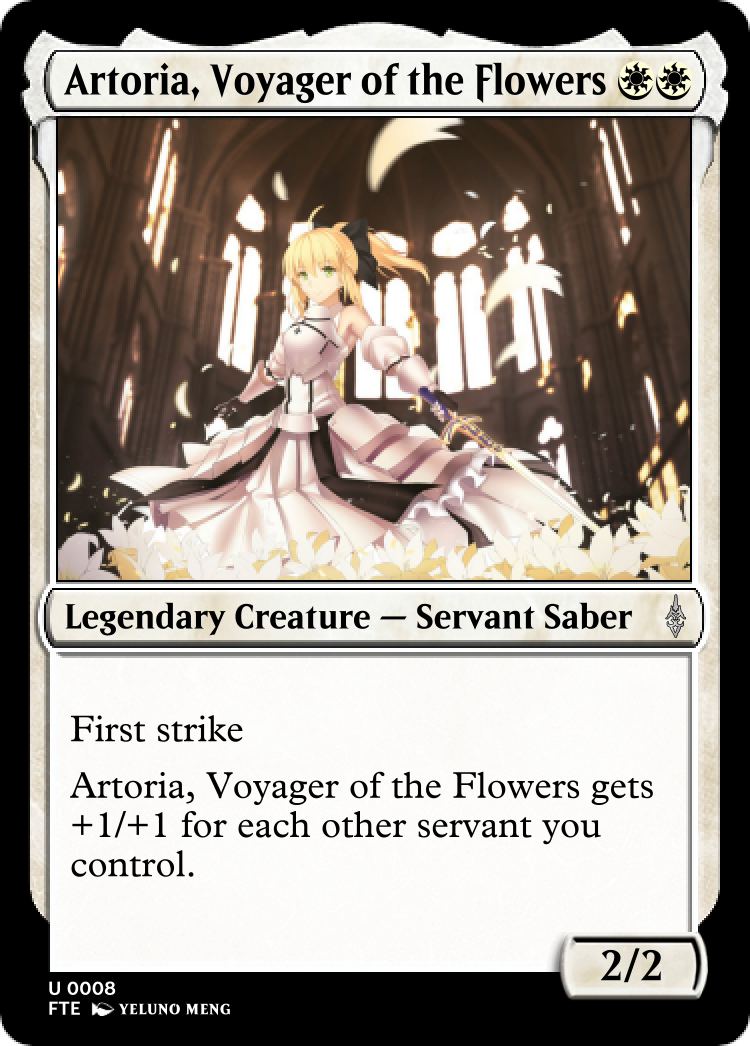 Artoria, Voyager of the Flowers
Legendary Creature — Servant Saber
First strike
Artoria, Voyager of the Flowers gets
+1/+1 for each other servant you
control.
2/2
U 0008
FTE YELUNO MENG